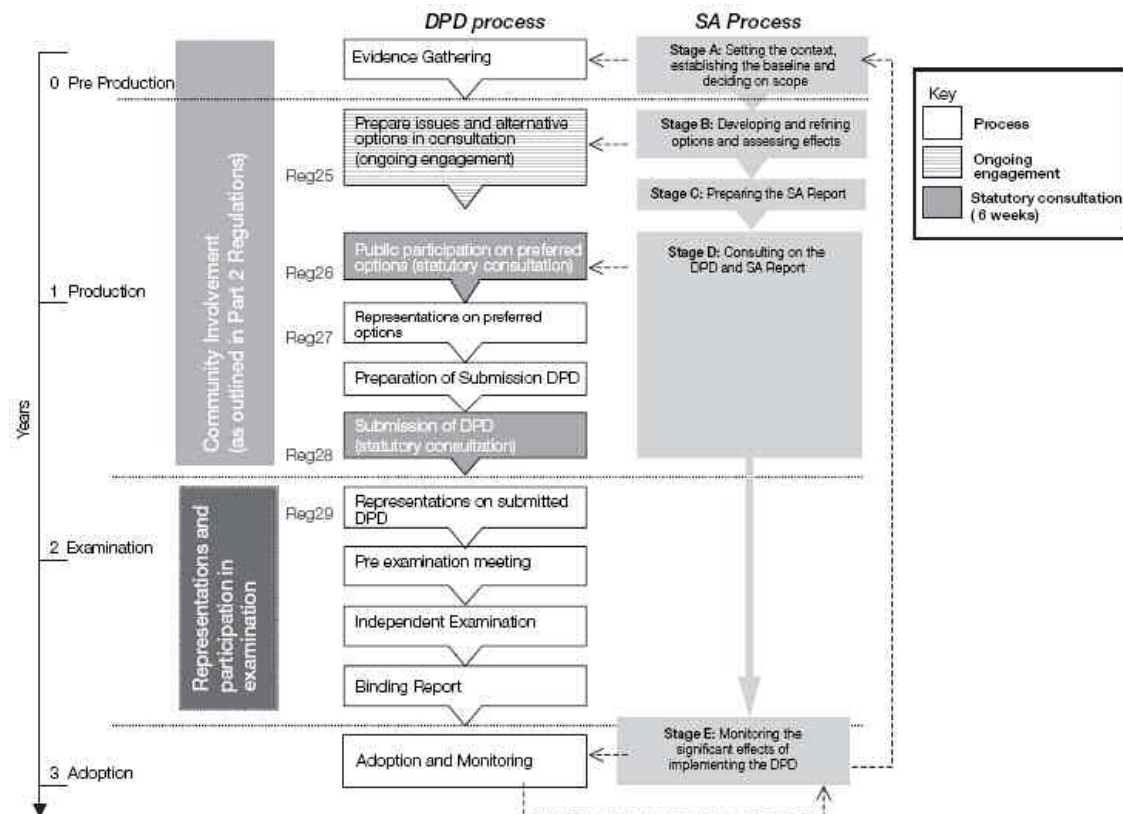 DPD process
SA Process
Years
0 Pre Production
1 Production
2 Examination
3 Adoption
Community Involvement
(as outlined in Part 2 Regulations)
Representations and
participation in
examination
Evidence Gathering
Reg25
Prepare issues and alternative
options in consultation
(ongoing engagement)
Reg26
Public participation on preferred
options (statutory consultation)
Reg27
Representations on preferred
options
Preparation of Submission DPD
Reg28
Submission of DPD
(statutory consultation)
Reg29
Representations on submitted
DPD
Pre examination meeting
Independent Examination
Binding Report
Adoption and Monitoring
Stage A: Setting the context,
establishing the baseline and
deciding on scope
Stage B: Developing and refining
options and assessing effects
Stage C: Preparing the SA Report
Stage D: Consulting on the
DPD and SA Report
Stage E: Monitoring the
significant effects of
implementing the DPD
Key
Process
Ongoing
engagement
Statutory consultation
( 6 weeks)